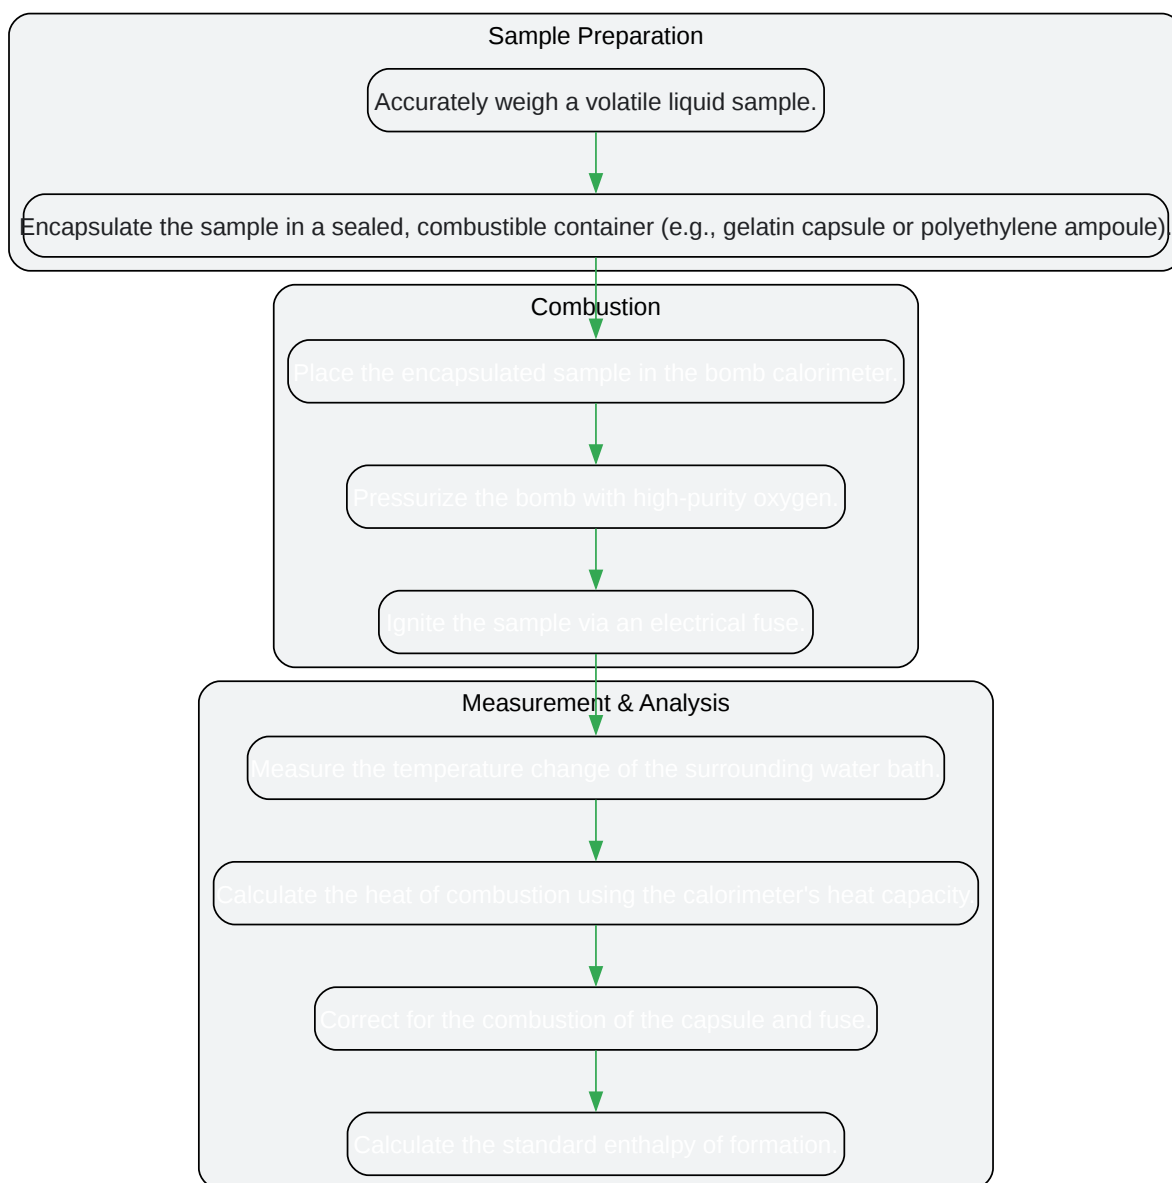 Sample Preparation
Accurately weigh a volatile liquid sample.
Encapsulate the sample in a sealed, combustible container (e.g., gelatin capsule or polyethylene ampoule).
Combustion
Place the encapsulated sample in the bomb calorimeter.
Pressurize the bomb with high-purity oxygen.
Ignite the sample via an electrical fuse.
Measurement & Analysis
Measure the temperature change of the surrounding water bath.
Calculate the heat of combustion using the calorimeter's heat capacity.
Correct for the combustion of the capsule and fuse.
Calculate the standard enthalpy of formation.